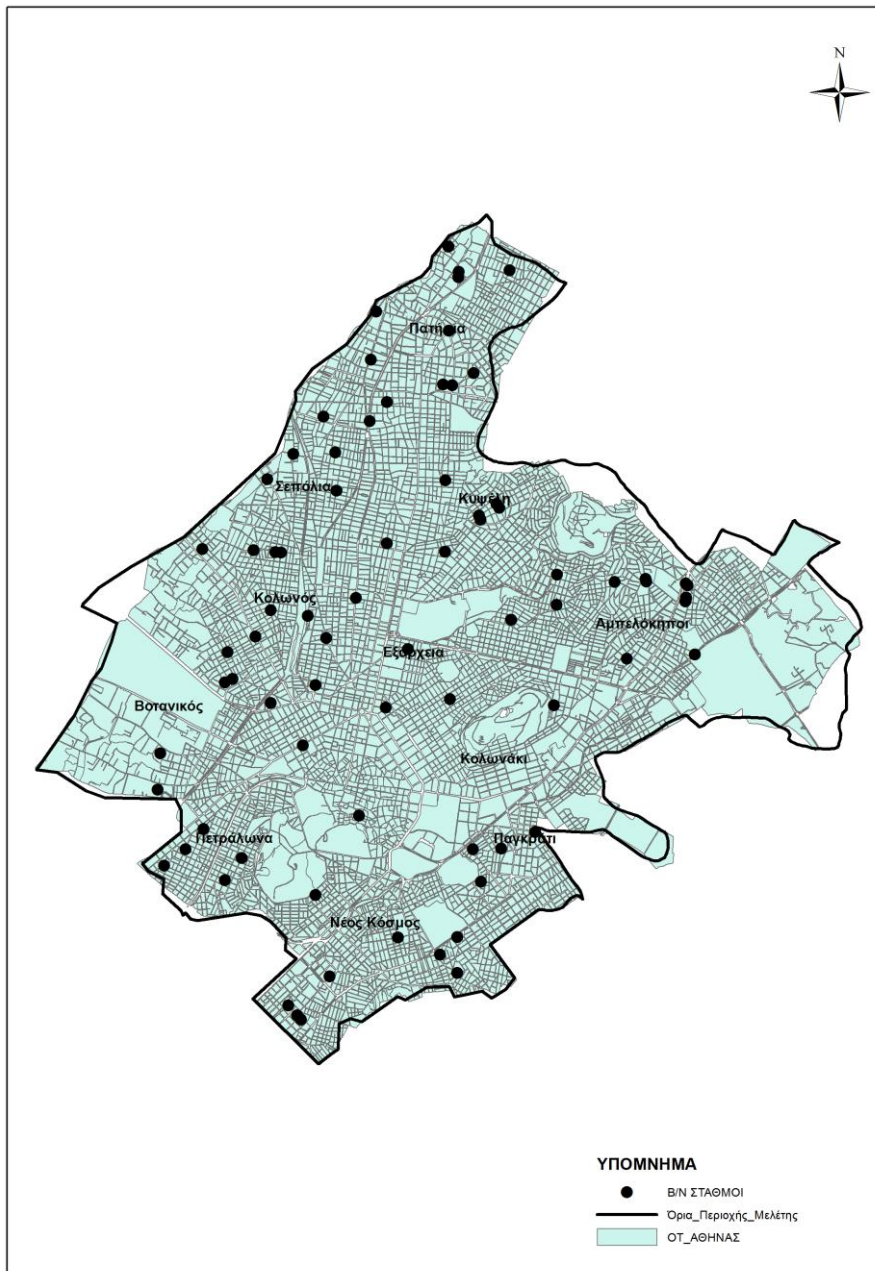 N
Πατήσια
Σεπόλια
Κυψέλη
Κολωνός
Αμπελόκηποι
Εξάρχεια
Βοτανικός
Κολωνάκι
Πετράλωνα
Παγκράτι
Νέος Κόσμος
ΥΠΟΜΝΗΜΑ
Β/Ν ΣΤΑΘΜΟΙ
Όρια_Περιοχής_Μελέτης
ΟΤ_ΑΘΗΝΑΣ